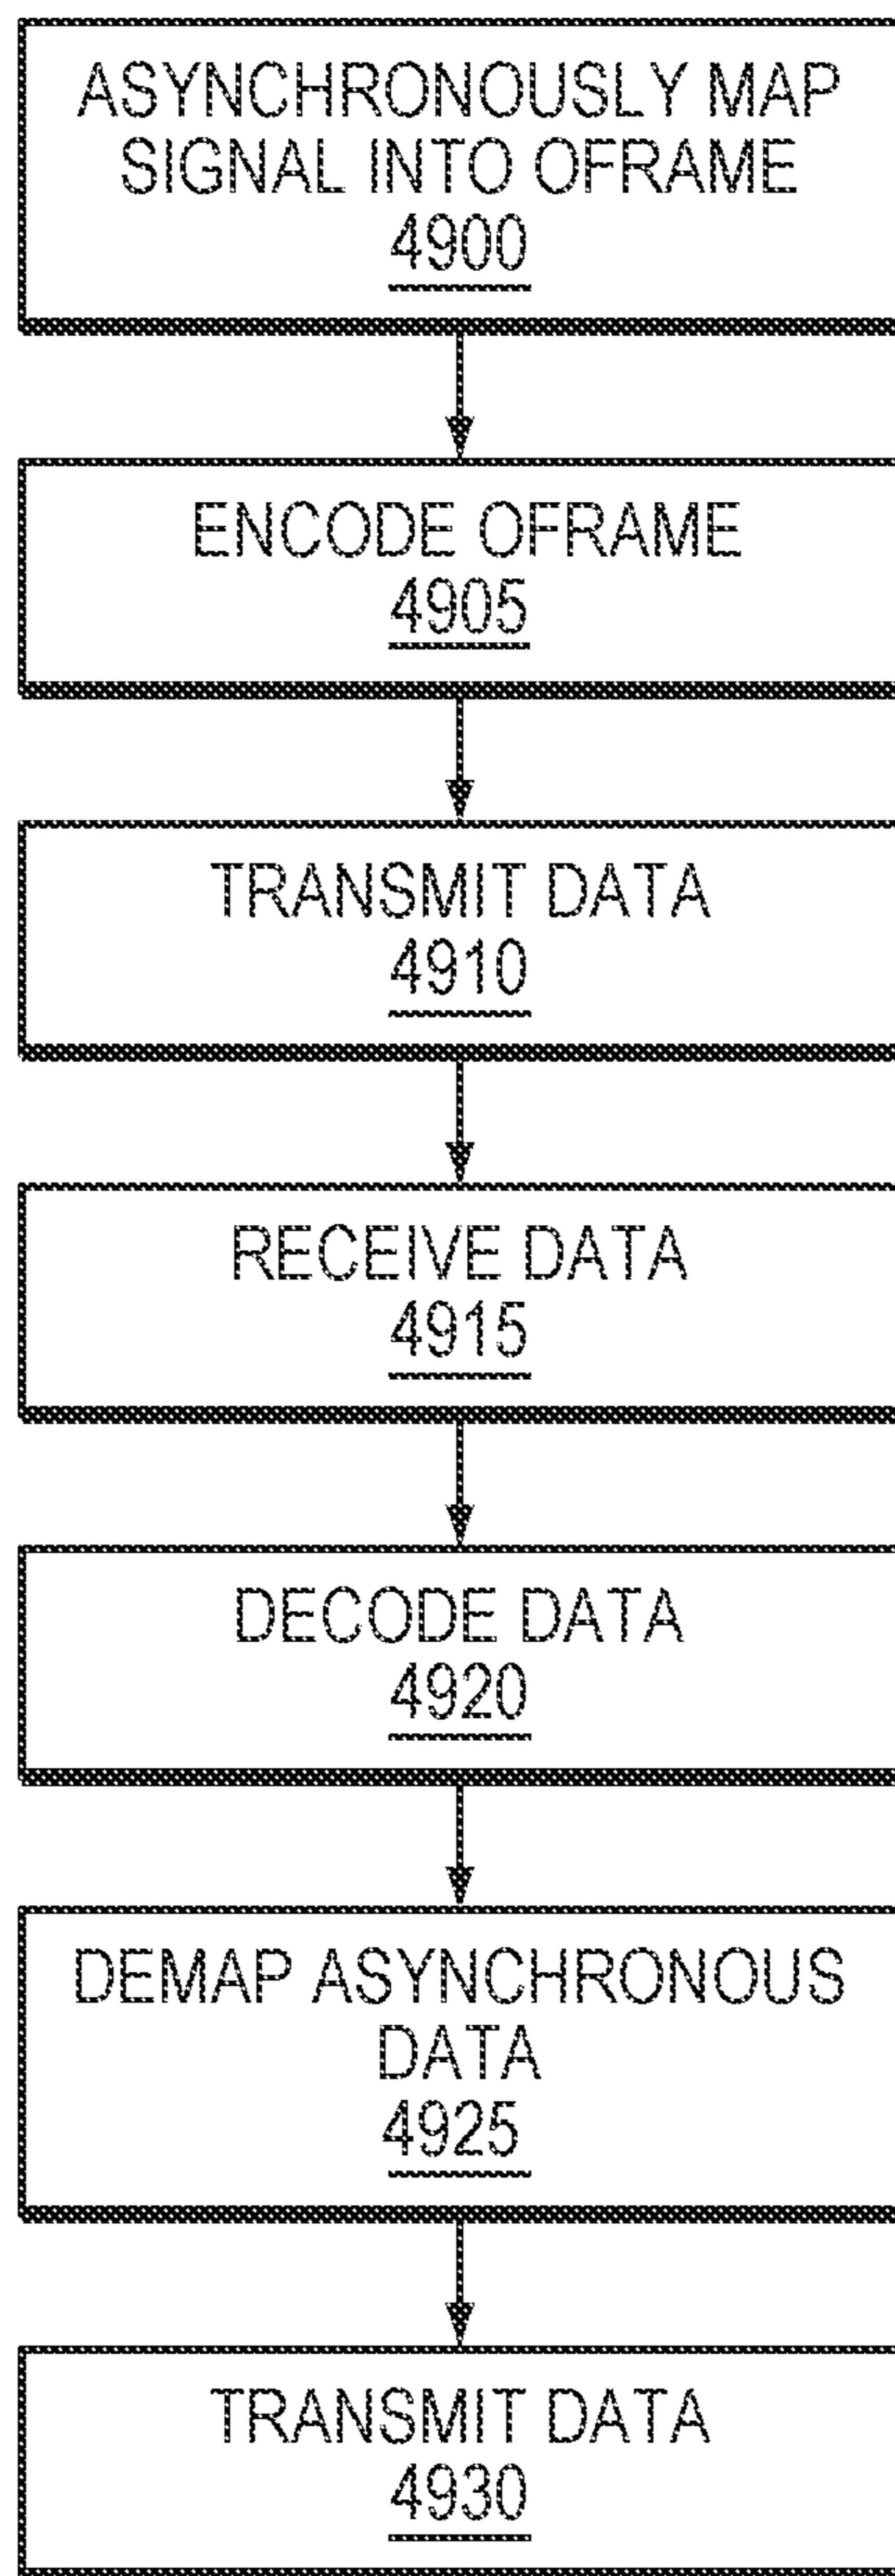 ASYNCHRONOUSLY MAP
SIGNAL INTO OFRAME
4900
ENCODE OFRAME
4905
TRANSMIT DATA
4910
RECEIVE DATA
4915
DECODE DATA
4920
DEMAP ASYNCHRONOUS
DATA
4925
TRANSMIT DATA
4930